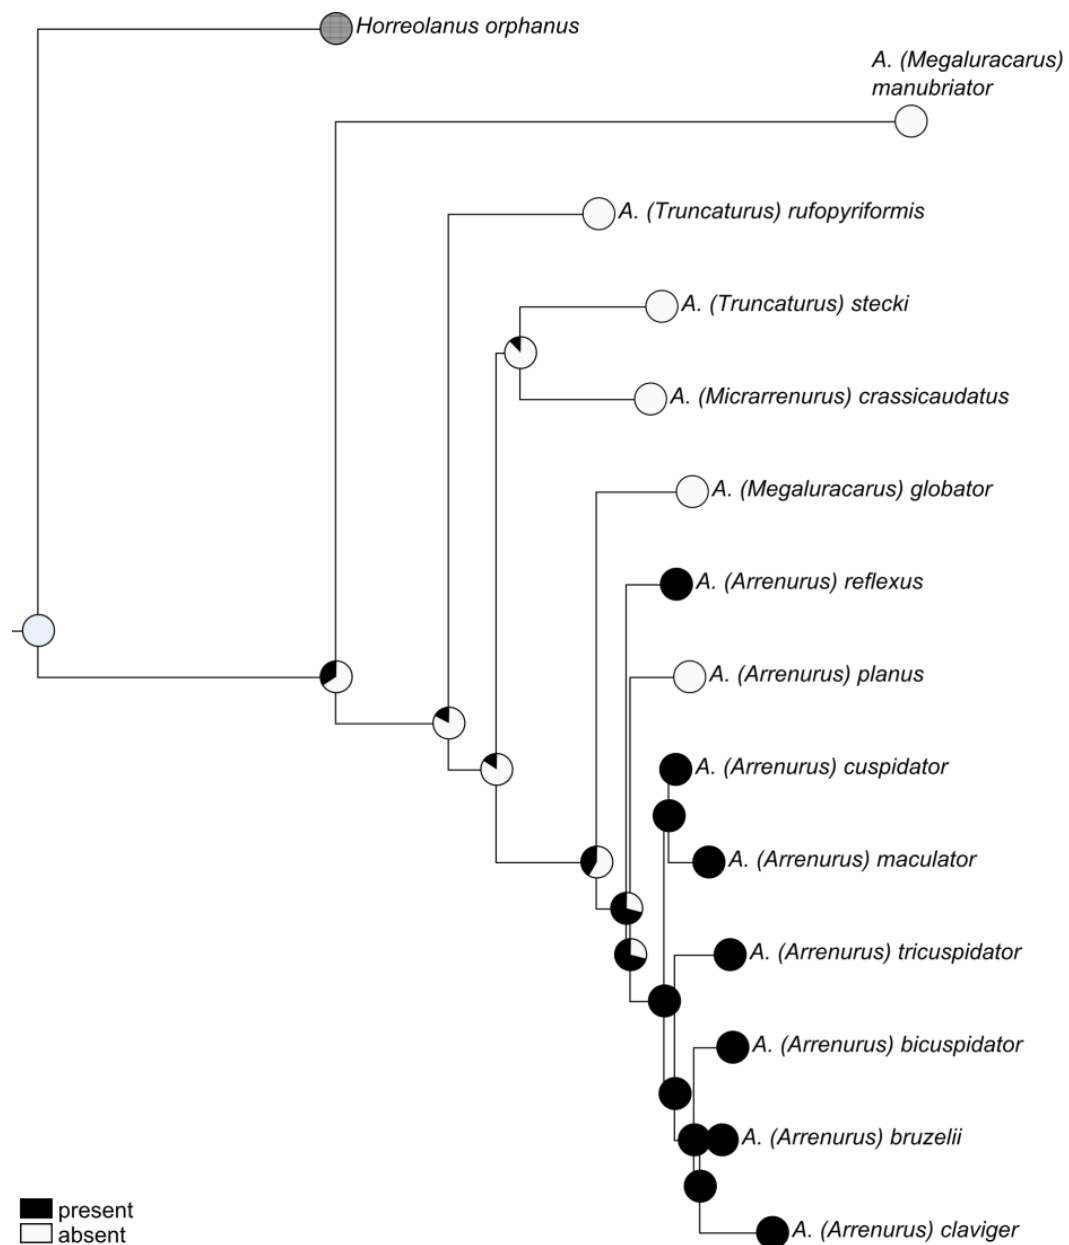 Horreolanus orphanus
A. (Megaluracarus)
manubriator
A. (Truncaturus) rufopyriformis
A. (Truncaturus) stecki
A. (Micrarrenurus) crassicaudatus
A. (Megaluracarus) globator
A. (Arrenurus) reflexus
A. (Arrenurus) planus
A. (Arrenurus) cuspidator
A. (Arrenurus) maculator
A. (Arrenurus) tricuspidator
A. (Arrenurus) bicuspidator
A. (Arrenurus) bruzelii
A. (Arrenurus) claviger
present
absent